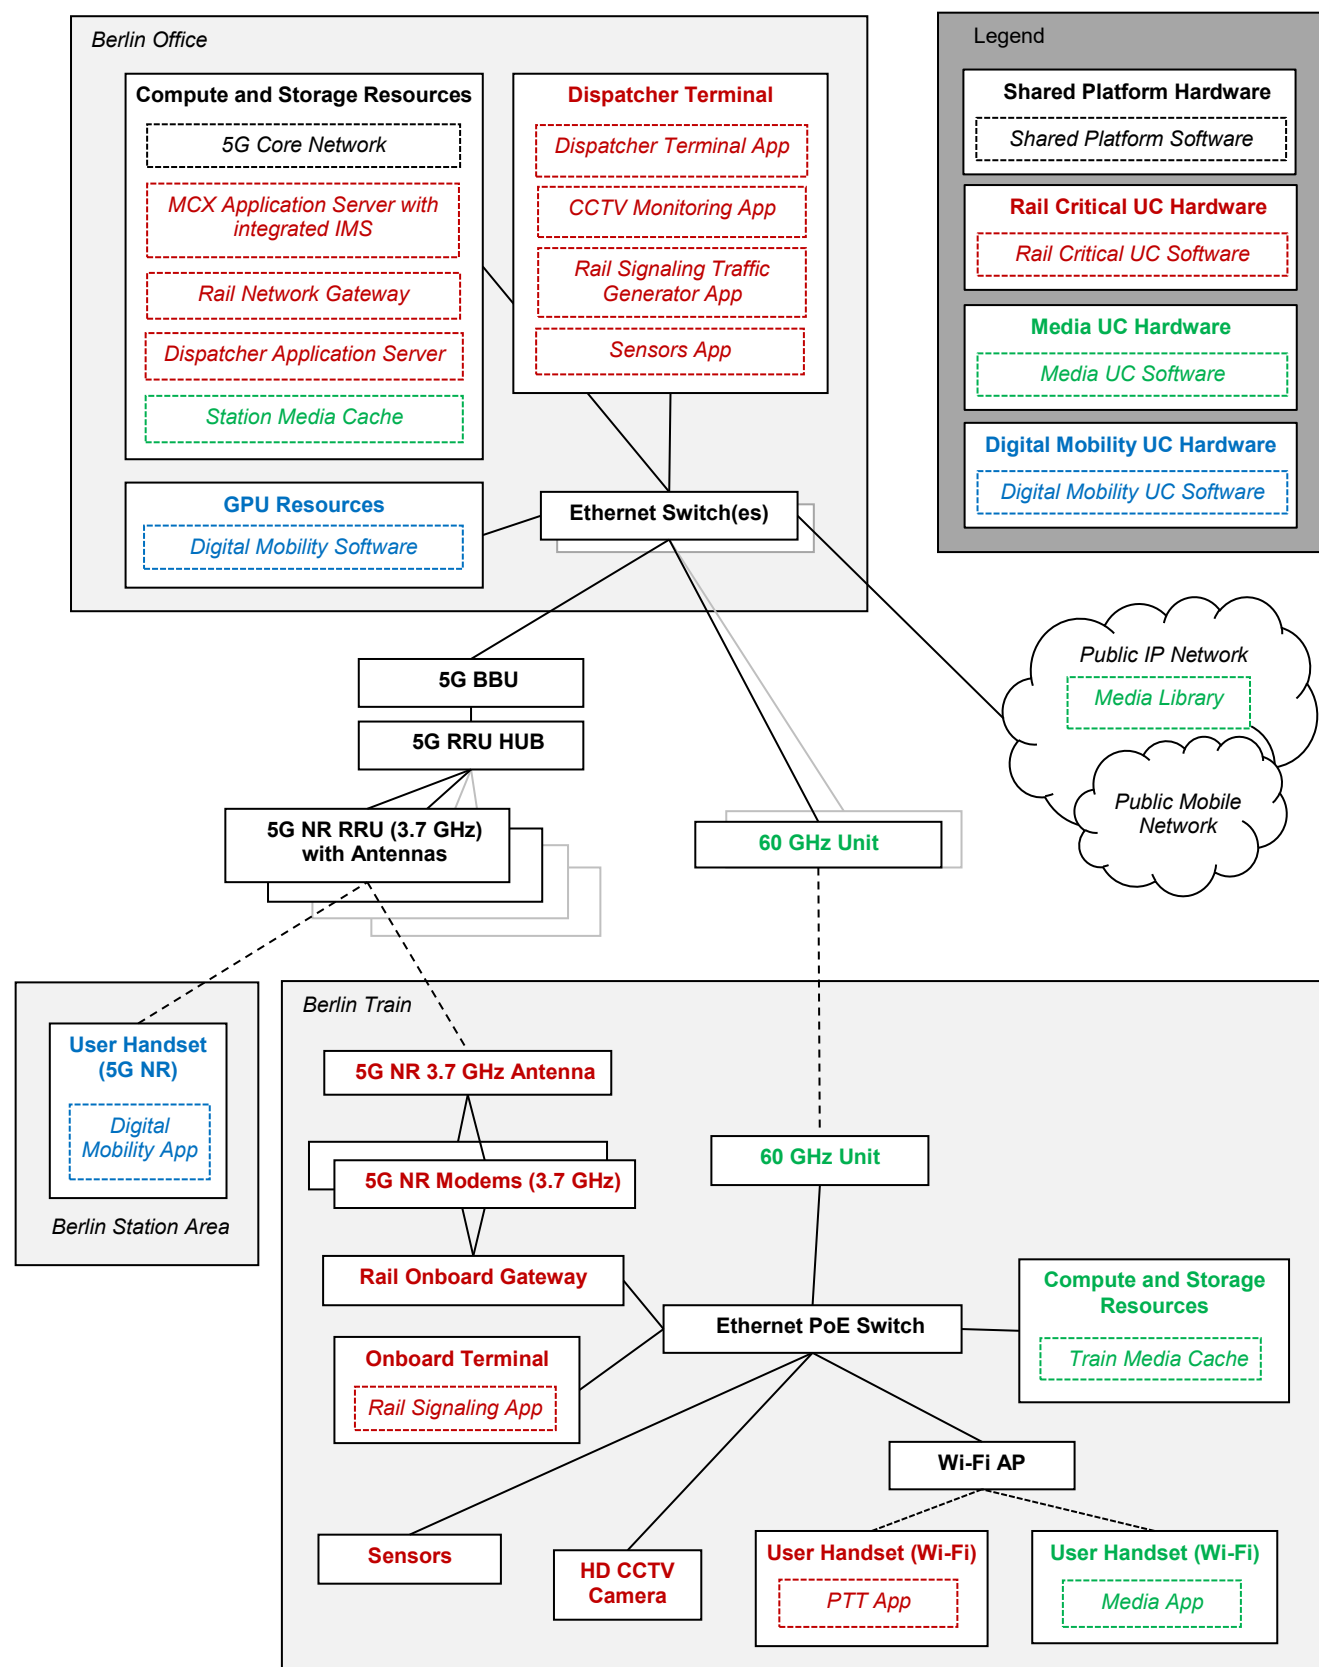 Berlin Office
Compute and Storage Resources
5G Core Network
MCX Application Server with
integrated IMS
Rail Network Gateway
Dispatcher Application Server
Station Media Cache
Dispatcher Terminal
Dispatcher Terminal App
CCTV Monitoring App
Rail Signaling Traffic
Generator App
Sensors App
GPU Resources
Digital Mobility Software
Ethernet Switch(es)
Legend
Shared Platform Hardware
Shared Platform Software
Rail Critical UC Hardware
Rail Critical UC Software
Media UC Hardware
Media UC Software
Digital Mobility UC Hardware
Digital Mobility UC Software
Public IP Network
Media Library
Public Mobile
Network
5G BBU
5G RRU HUB
5G NR RRU (3.7 GHz)
with Antennas
60 GHz Unit
User Handset
(5G NR)
Digital
Mobility App
Berlin Station Area
Berlin Train
5G NR 3.7 GHz Antenna
5G NR Modems (3.7 GHz)
60 GHz Unit
Rail Onboard Gateway
Ethernet PoE Switch
Compute and Storage
Resources
Train Media Cache
Onboard Terminal
Rail Signaling App
Wi-Fi AP
Sensors
HD CCTV
Camera
User Handset (Wi-Fi)
PTT App
User Handset (Wi-Fi)
Media App